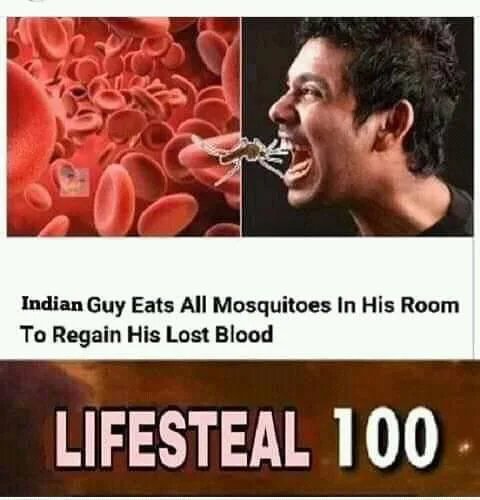 Indian Guy Eats All Mosquitoes In His Room
To Regain His Lost Blood
LIFESTEAL 100